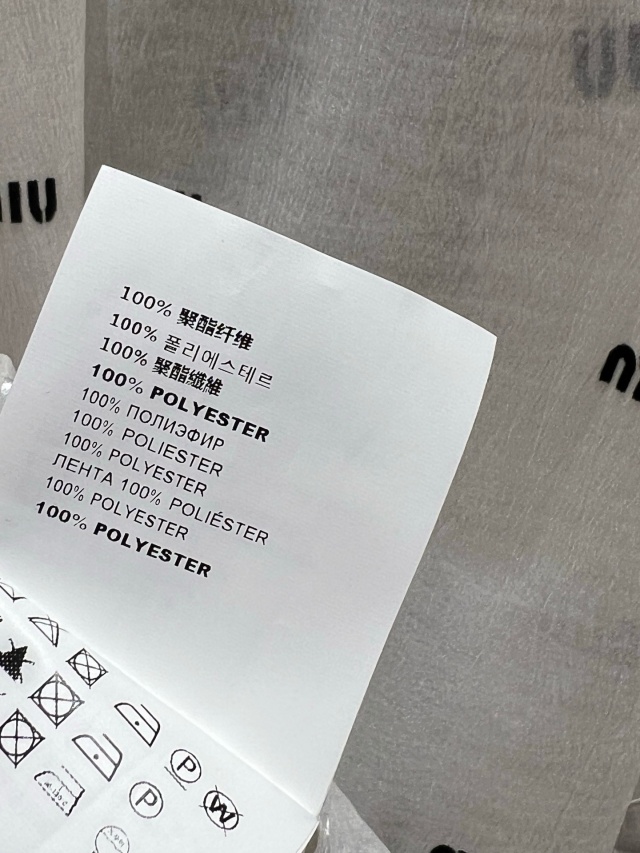 100% 聚酯纤维
100% 폴리에스테르
100% 聚酯纖維
100% POLYESTER
100% ПОЛИЭФИР
100% POLIESTER
100% POLYESTER
ЛЕНТА 100% POLIÉSTER
100% POLYESTER
100% POLYESTER
P
P
W